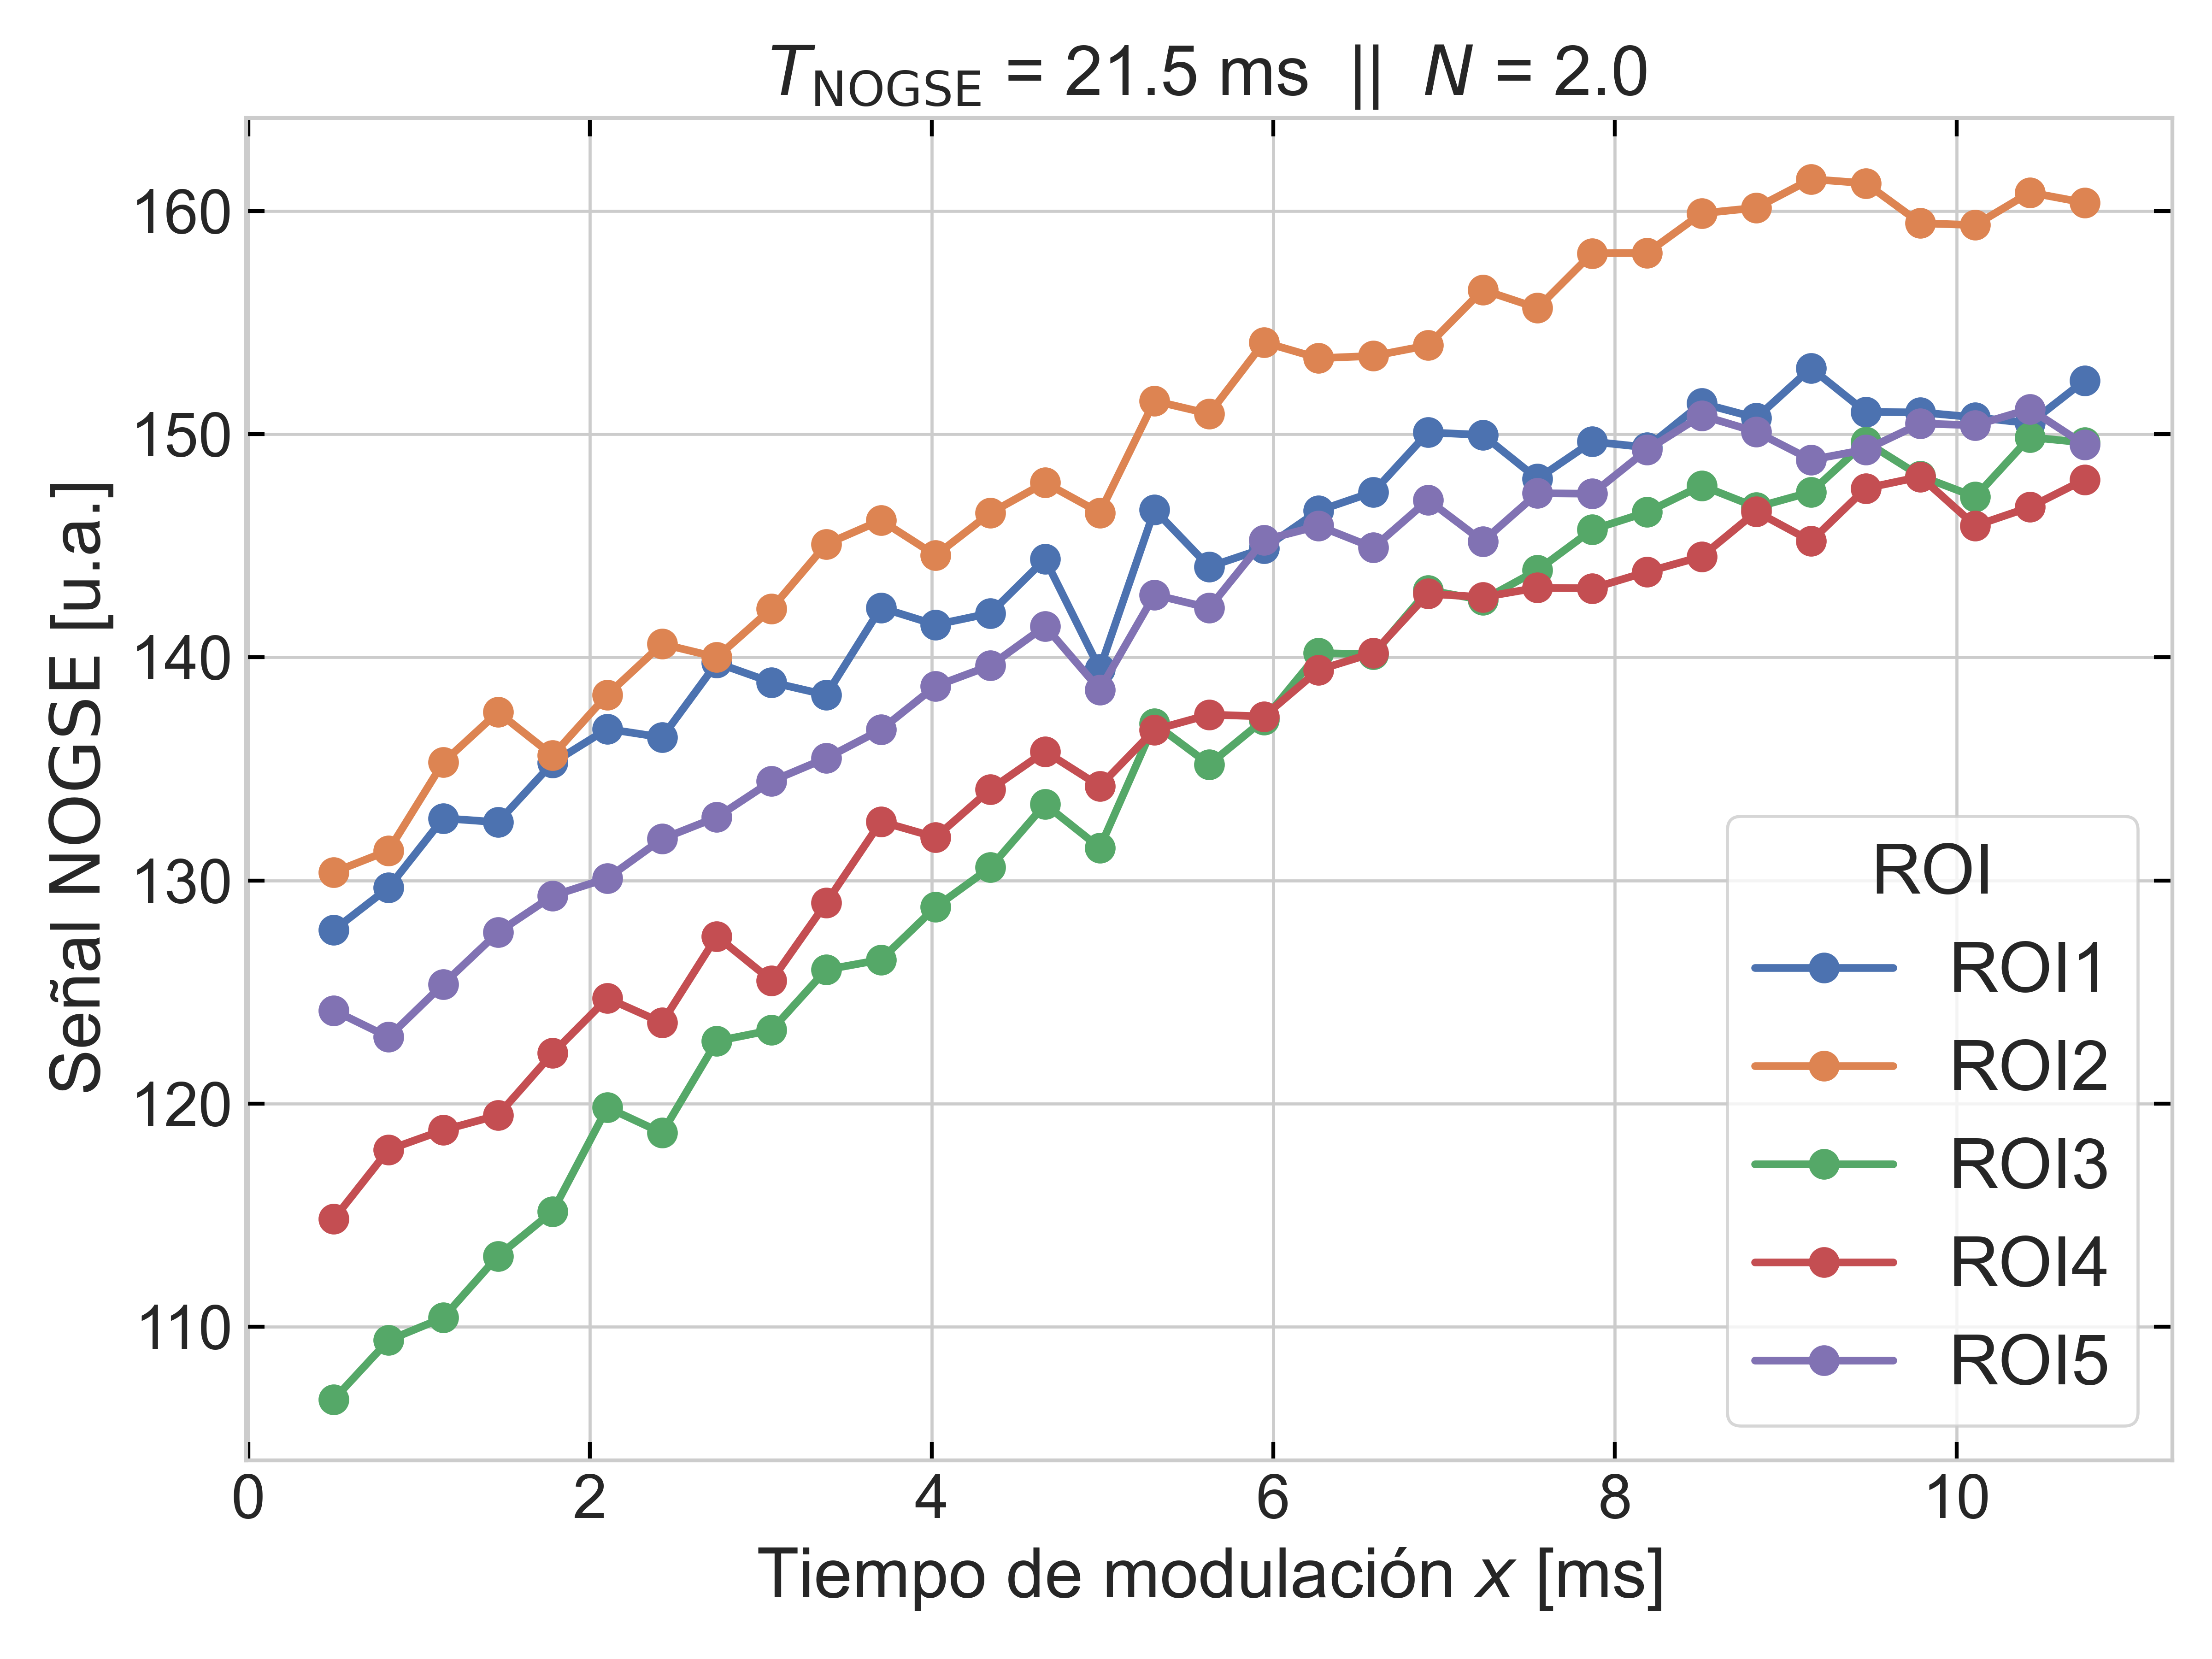 T_NOGSE = 21.5 ms || N = 2.0
Señal NOGSE [u.a.]
160
150
140
130
120
110
0 2 4 6 8 10
Tiempo de modulación x [ms]
ROI
ROI1
ROI2
ROI3
ROI4
ROI5